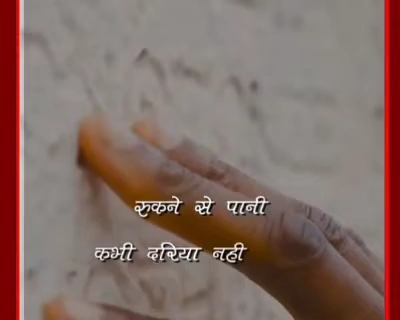 रुकने से पानी
कभी दरिया नही